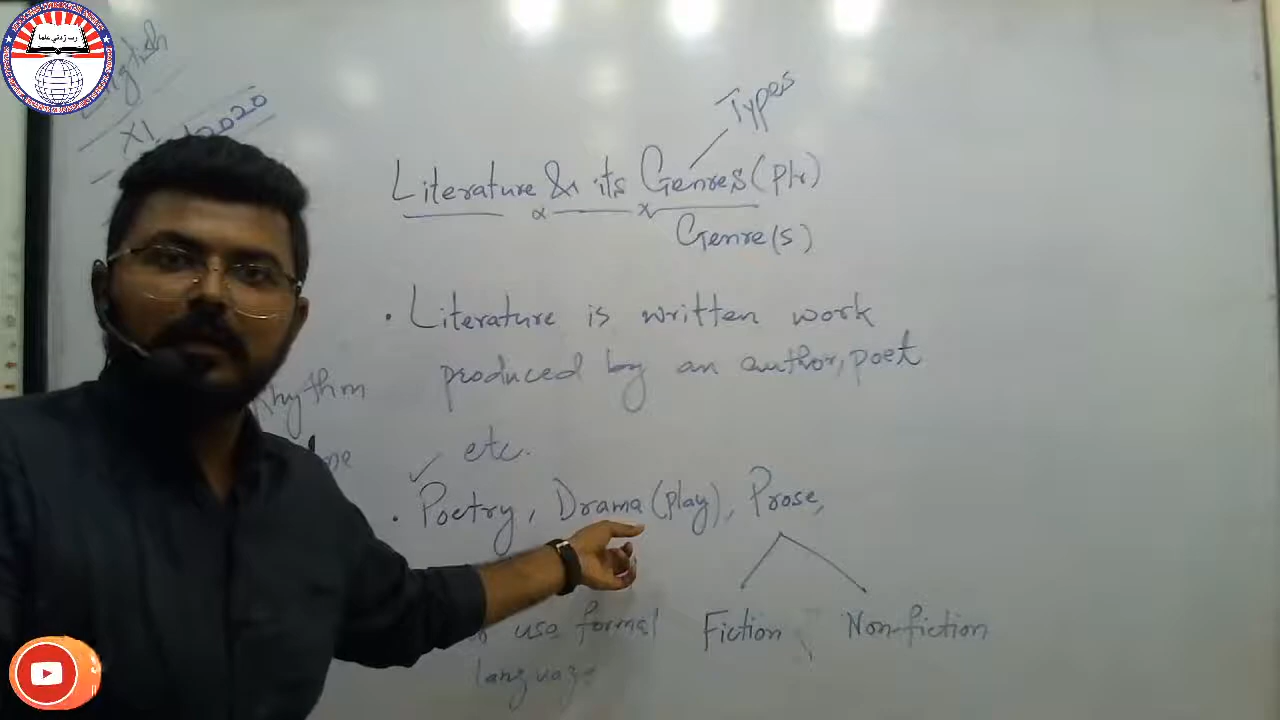 English
XI
2020
Types
Literature & its Genres (Plr)
Genre(s)
• Literature is written work
produced by an author, poet
etc.
Rhythm
• Poetry, Drama (play), Prose,
use formal
Fiction
Non-fiction
language